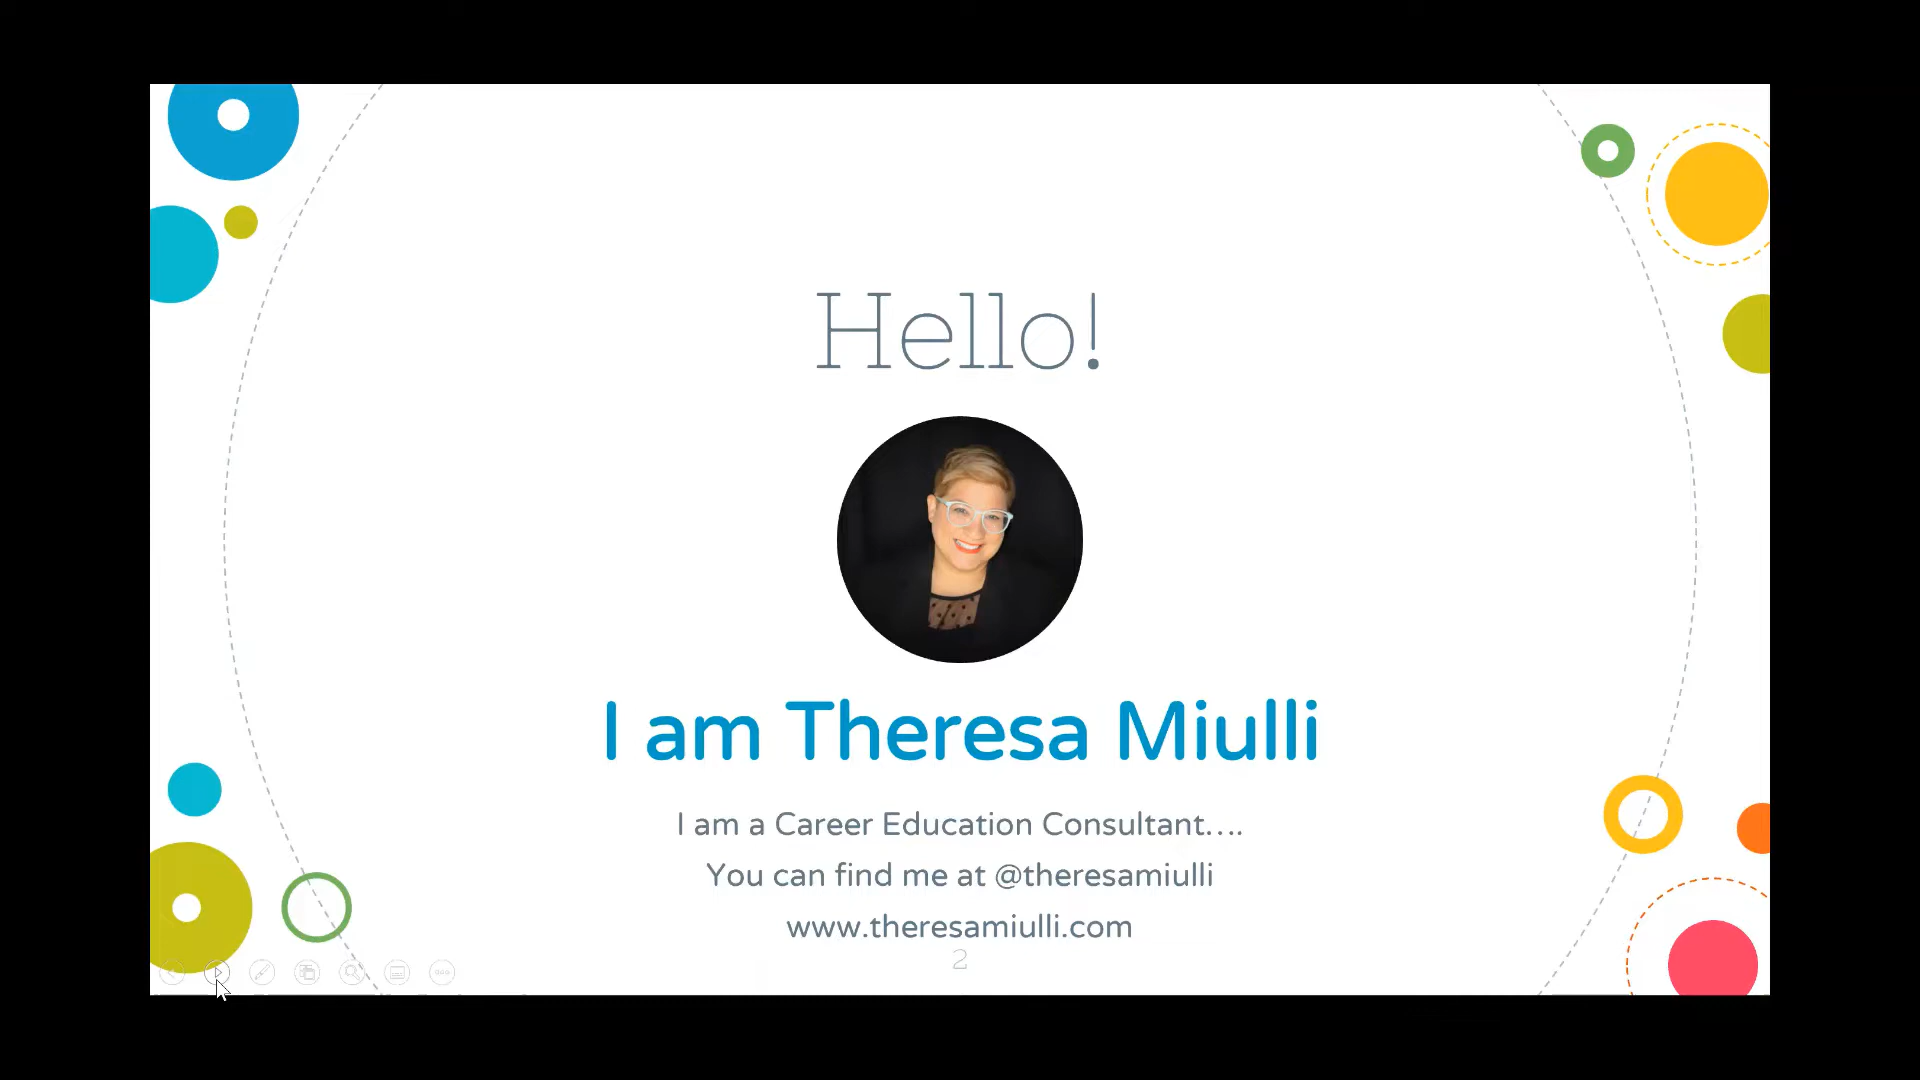 Hello!
I am Theresa Miulli
I am a Career Education Consultant....
You can find me at @theresamiulli
www.theresamiulli.com
2